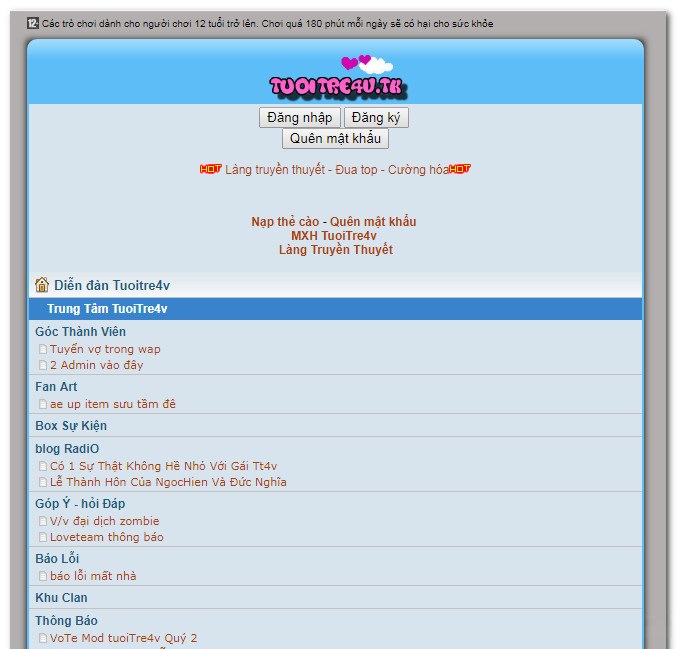 12+ Các trò chơi dành cho người chơi 12 tuổi trở lên. Chơi quá 180 phút mỗi ngày sẽ có hại cho sức khỏe
TUOITRE4V.TK
Đăng nhập Đăng ký
Quên mật khẩu
HOT Làng truyền thuyết - Đua top - Cường hóa HOT
Nạp thẻ cào - Quên mật khẩu
MXH TuoiTre4v
Làng Truyền Thuyết
Diễn đàn Tuoitre4v
Trung Tâm TuoiTre4v
Góc Thành Viên
Tuyển vợ trong wap
2 Admin vào đây
Fan Art
ae up item sưu tầm đê
Box Sự Kiện
blog RadiO
Có 1 Sự Thật Không Hề Nhỏ Với Gái Tt4v
Lễ Thành Hôn Của NgocHien Và Đức Nghĩa
Góp Ý - hỏi Đáp
V/v đại dịch zombie
Loveteam thông báo
Báo Lỗi
báo lỗi mất nhà
Khu Clan
Thông Báo
VoTe Mod tuoiTre4v Quý 2